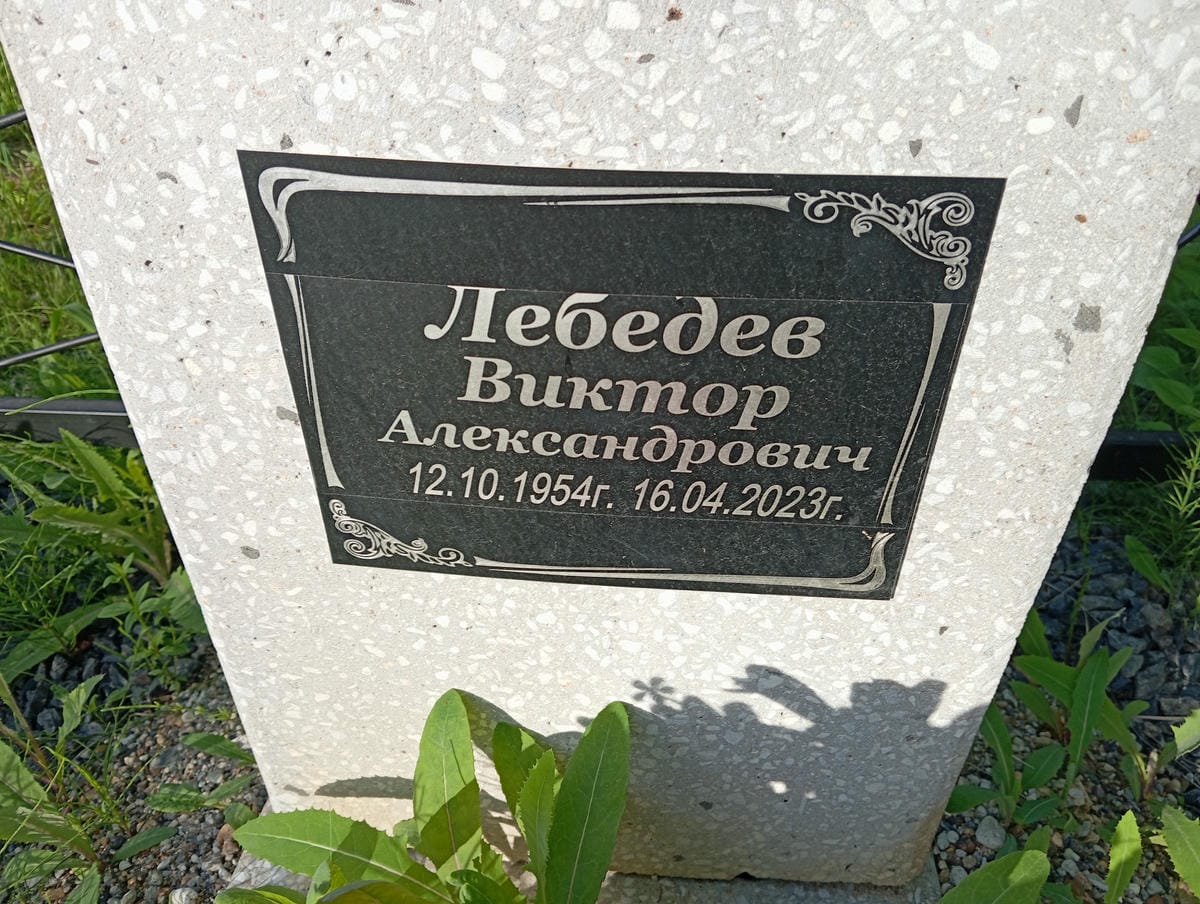 Лебедев
Виктор
Александрович
12.10.1954г. 16.04.2023г.